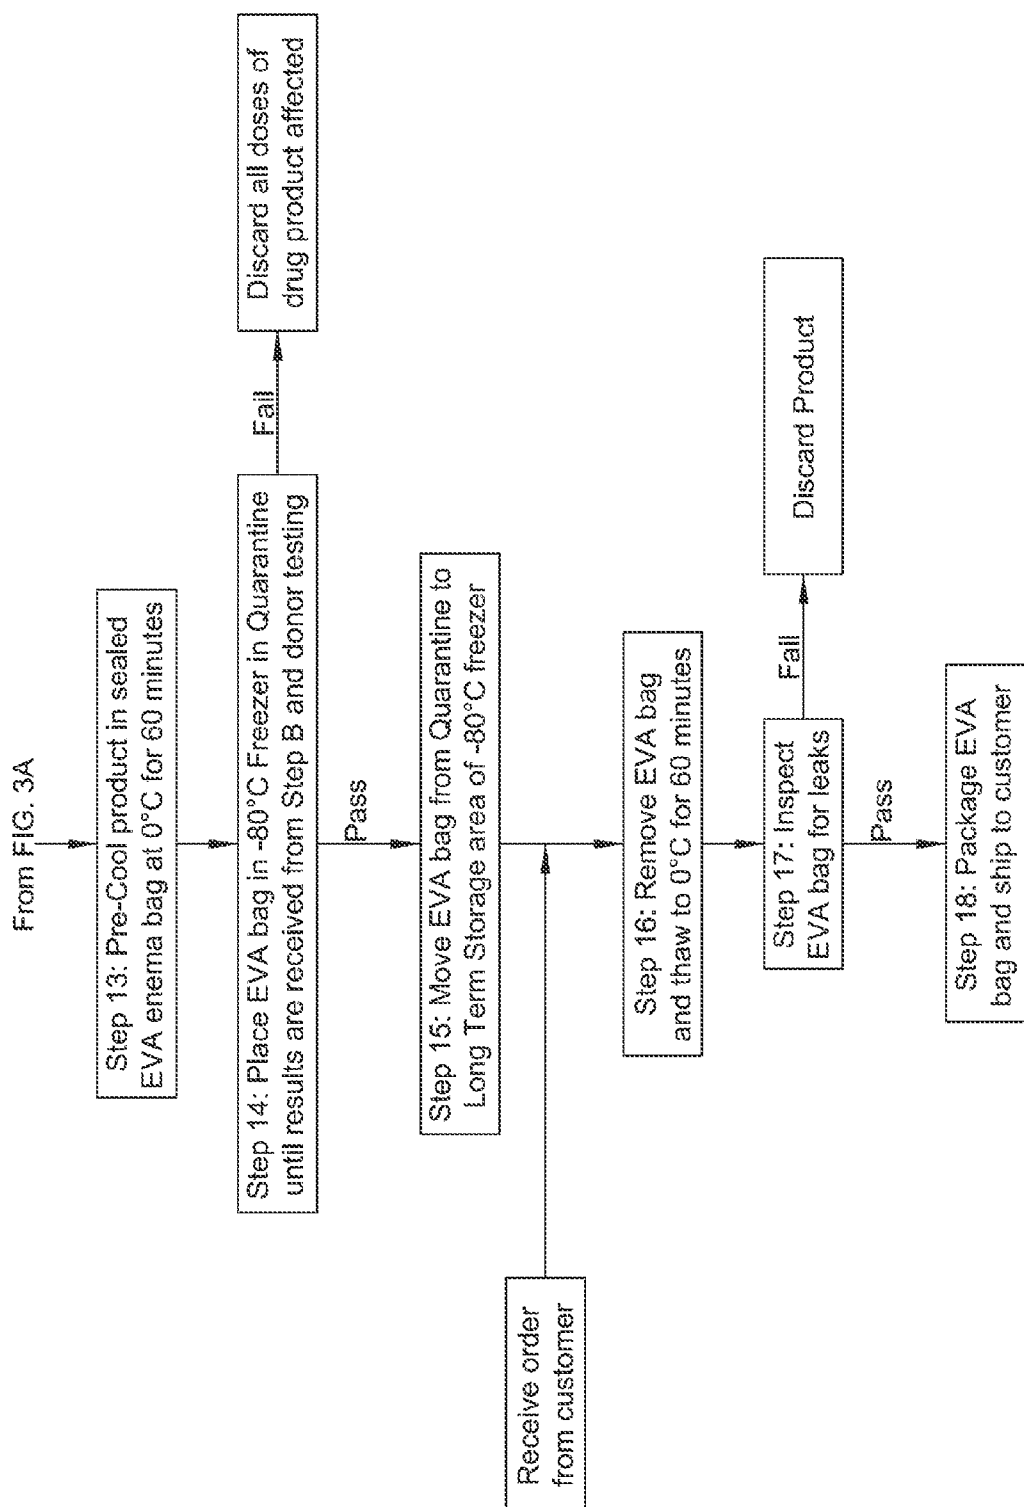 From FIG. 3A
Step 13: Pre-Cool product in sealed
EVA enema bag at 0°C for 60 minutes
Step 14: Place EVA bag in -80°C Freezer in Quarantine
until results are received from Step B and donor testing
Fail
Discard all doses of
drug product affected
Pass
Step 15: Move EVA bag from Quarantine to
Long Term Storage area of -80°C freezer
Receive order
from customer
Step 16: Remove EVA bag
and thaw to 0°C for 60 minutes
Step 17: Inspect
EVA bag for leaks
Fail
Discard Product
Pass
Step 18: Package EVA
bag and ship to customer